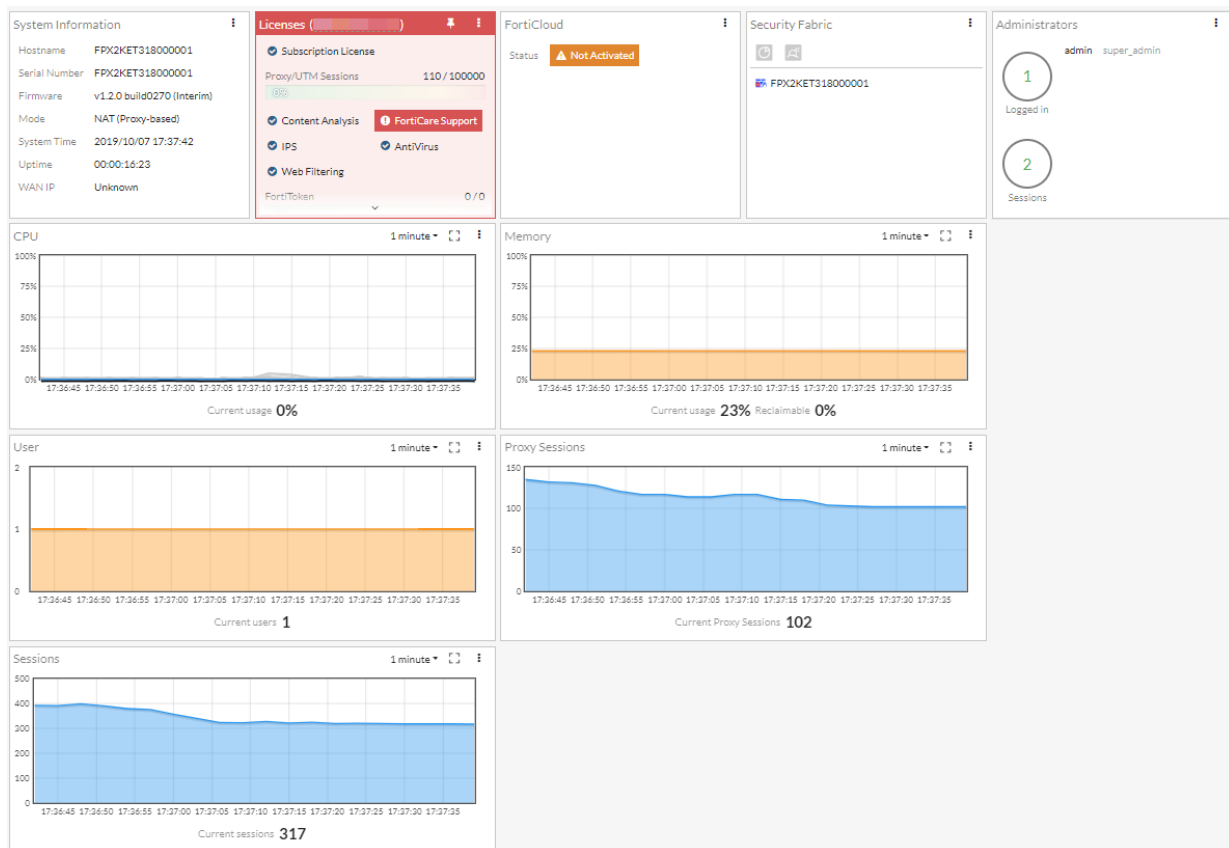 System Information
Hostname FPX2KET318000001
Serial Number FPX2KET318000001
Firmware v1.2.0 build0270 (Interim)
Mode NAT (Proxy-based)
System Time 2019/10/07 17:37:42
Uptime 00:00:16:23
WAN IP Unknown
Licenses ( )
Subscription License
Proxy/UTM Sessions 110 / 100000
0%
Content Analysis FortiCare Support
IPS AntiVirus
Web Filtering
FortiToken 0 / 0
FortiCloud
Status Not Activated
Security Fabric
FPX2KET318000001
Administrators
1
Logged in
2
Sessions
admin super_admin
CPU 1 minute
100%
75%
50%
25%
0%
17:36:45 17:36:50 17:36:55 17:37:00 17:37:05 17:37:10 17:37:15 17:37:20 17:37:25 17:37:30 17:37:35
Current usage 0%
Memory 1 minute
100%
75%
50%
25%
0%
17:36:45 17:36:50 17:36:55 17:37:00 17:37:05 17:37:10 17:37:15 17:37:20 17:37:25 17:37:30 17:37:35
Current usage 23% Reclaimable 0%
User 1 minute
2
1
0
17:36:45 17:36:50 17:36:55 17:37:00 17:37:05 17:37:10 17:37:15 17:37:20 17:37:25 17:37:30 17:37:35
Current users 1
Proxy Sessions 1 minute
150
100
50
0
17:36:45 17:36:50 17:36:55 17:37:00 17:37:05 17:37:10 17:37:15 17:37:20 17:37:25 17:37:30 17:37:35
Current Proxy Sessions 102
Sessions 1 minute
500
400
300
200
100
0
17:36:45 17:36:50 17:36:55 17:37:00 17:37:05 17:37:10 17:37:15 17:37:20 17:37:25 17:37:30 17:37:35
Current sessions 317